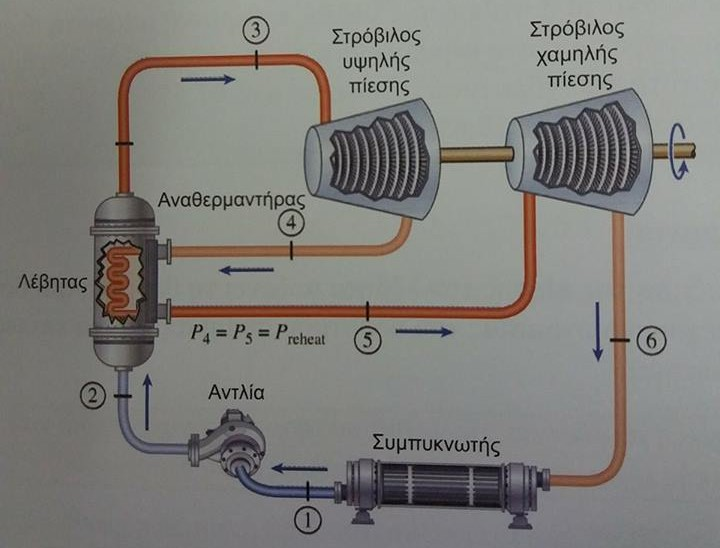 3
Στρόβιλος
υψηλής
πίεσης
Στρόβιλος
χαμηλής
πίεσης
Αναθερμαντήρας
4
Λέβητας
P4 = P5 = Preheat
5
6
2
Αντλία
Συμπυκνωτής
1